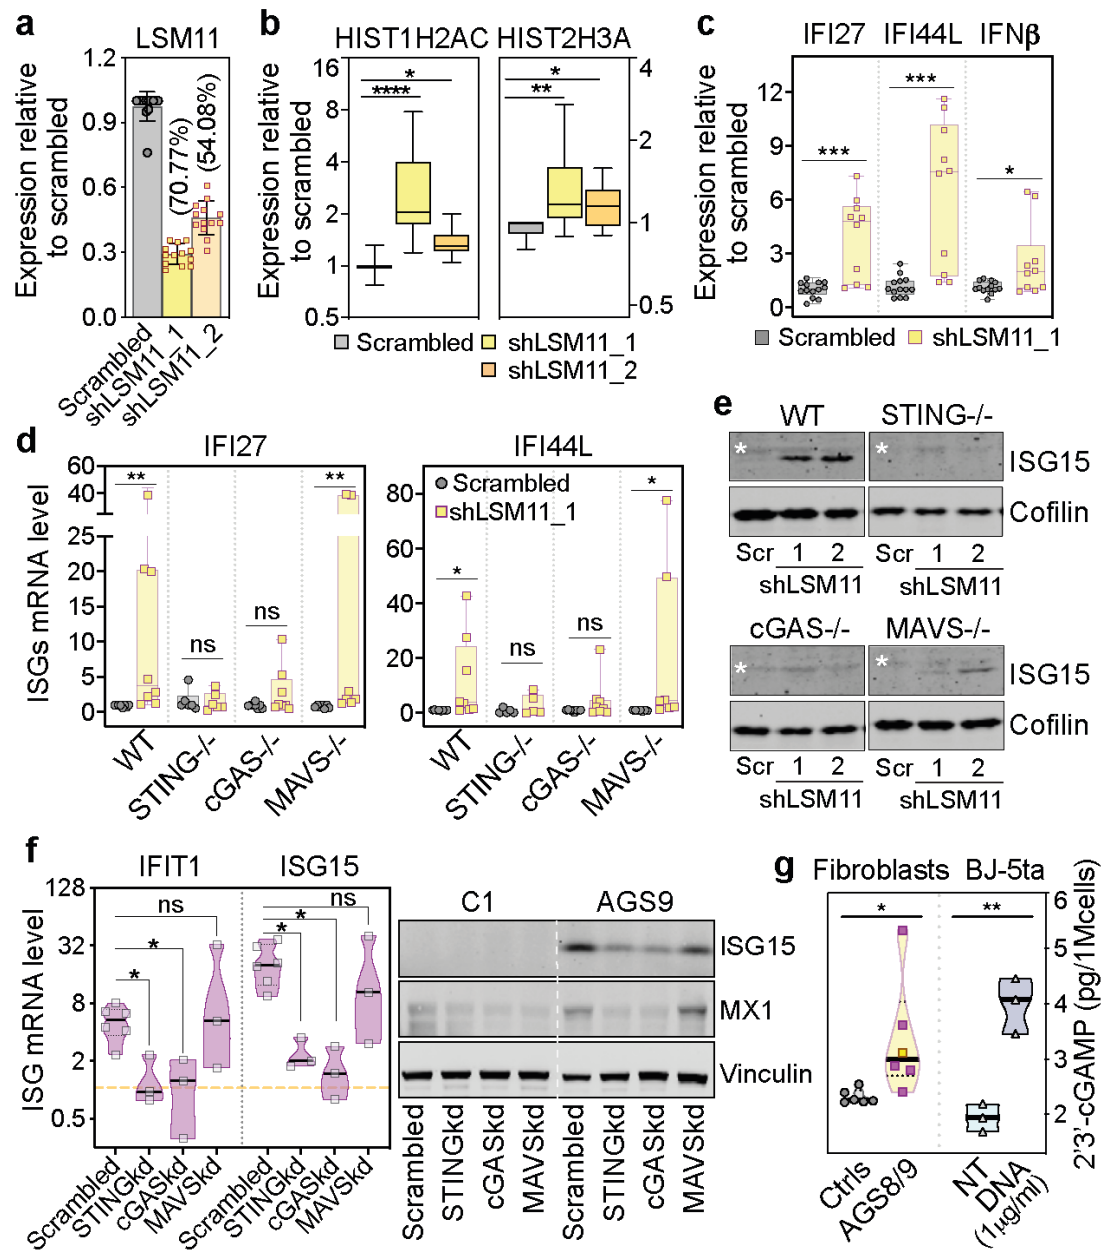 a
LSM11
Expression relative
to scrambled
1.2
0.9
0.6
0.3
0.0
(70.77%)
(54.08%)
Scrambled
shLSM11_1
shLSM11_2
b
HIST1H2AC
HIST2H3A
Expression relative
to scrambled
16
4
2
1
0.5
*
****
*
**
4
2
1
0.5
Scrambled
shLSM11_1
shLSM11_2
c
IFI27
IFI44L
IFNβ
Expression relative
to scrambled
12
9
6
3
0
***
***
*
Scrambled
shLSM11_1
d
IFI27
IFI44L
ISGs mRNA level
60
40
25
20
15
10
5
0
**
ns
ns
**
WT
STING-/-
cGAS-/-
MAVS-/-
80
60
40
20
0
Scrambled
shLSM11_1
*
ns
ns
*
WT
STING-/-
cGAS-/-
MAVS-/-
e
WT
STING-/-
*
*
ISG15
Cofilin
Scr 1 2
shLSM11
Scr 1 2
shLSM11
cGAS-/-
MAVS-/-
*
*
ISG15
Cofilin
Scr 1 2
shLSM11
Scr 1 2
shLSM11
f
IFIT1
ISG15
ISG mRNA level
128
32
8
2
0.5
ns
*
*
ns
*
*
Scrambled
STINGkd
cGASkd
MAVSkd
Scrambled
STINGkd
cGASkd
MAVSkd
C1
AGS9
ISG15
MX1
Vinculin
Scrambled
STINGkd
cGASkd
MAVSkd
Scrambled
STINGkd
cGASkd
MAVSkd
g
Fibroblasts
BJ-5ta
*
**
6
5
4
3
2
2'3'-cGAMP (pg/1Mcells)
Ctrls
AGS8/9
NT
DNA
(1µg/ml)